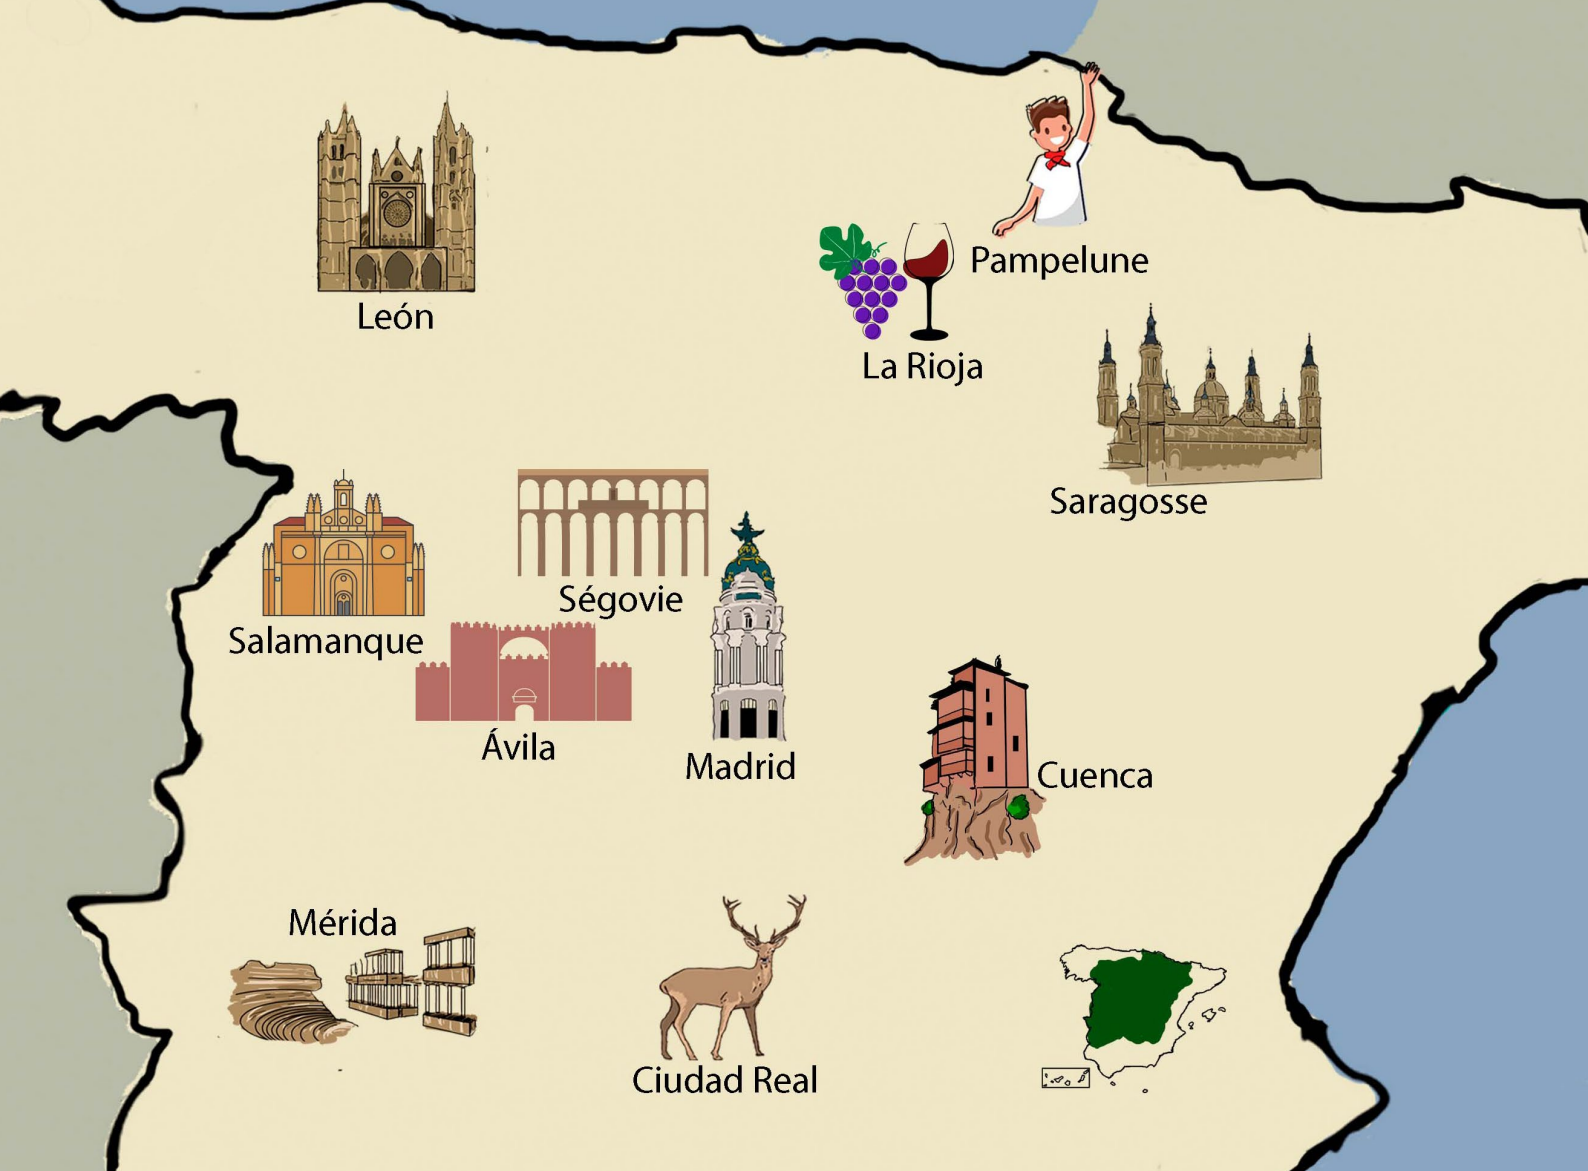 Pampelune
León
La Rioja
Saragosse
Ségovie
Salamanque
Ávila
Madrid
Cuenca
Mérida
Ciudad Real